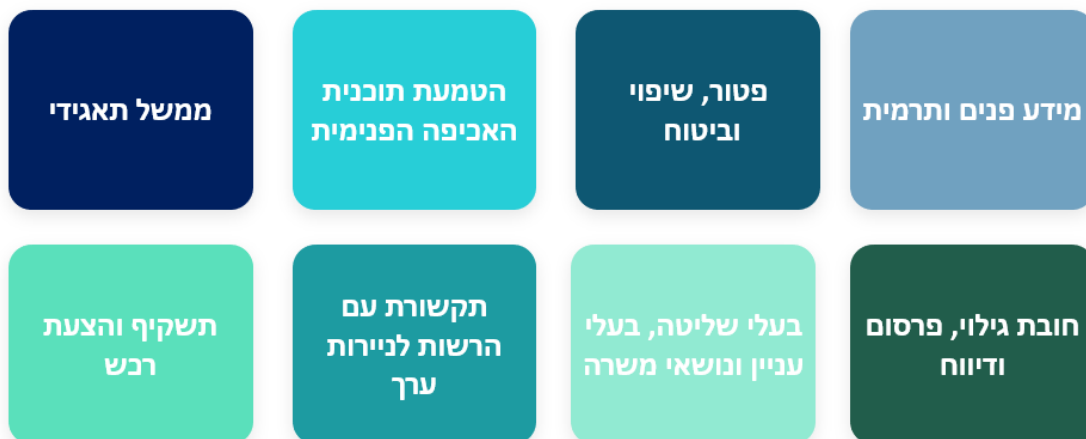 מידע פנים ותרמית
פטור, שיפוי
וביטוח
הטמעת תוכנית
האכיפה הפנימית
ממשל תאגידי
חובת גילוי, פרסום
ודיווח
בעלי שליטה, בעלי
עניין ונושאי משרה
תקשורת עם
הרשות לניירות
ערך
תשקיף והצעת
רכש